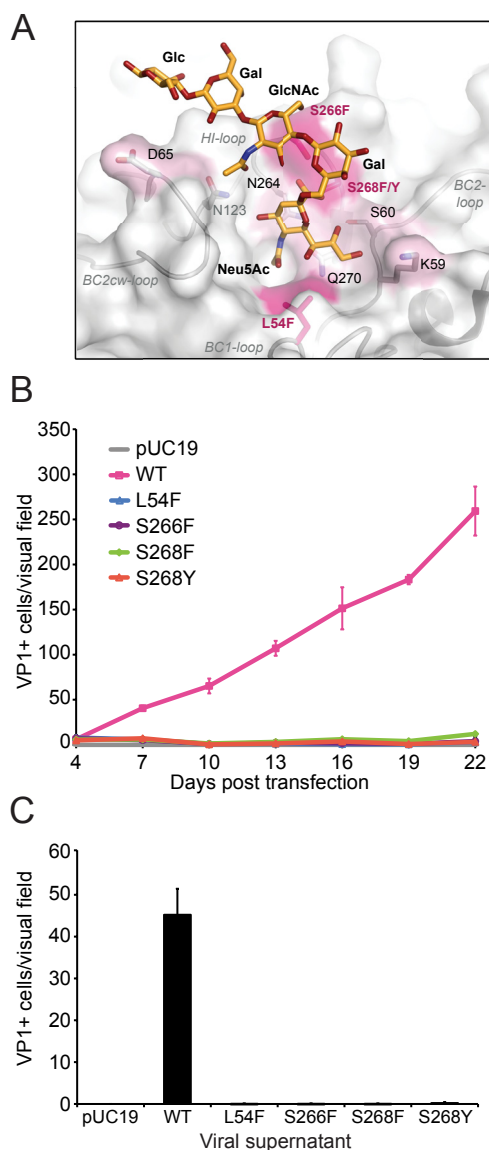 A
Glc
Gal
GlcNAc
S266F
HI-loop
D65
Gal
N264
S268F/Y
BC2-
loop
N123
S60
BC2cw-loop
Neu5Ac
Q270
K59
L54F
BC1-loop
B
VP1+ cells/visual field
350
300
250
200
150
100
50
0
pUC19
WT
L54F
S266F
S268F
S268Y
4 7 10 13 16 19 22
Days post transfection
C
VP1+ cells/visual field
60
50
40
30
20
10
0
pUC19 WT L54F S266F S268F S268Y
Viral supernatant